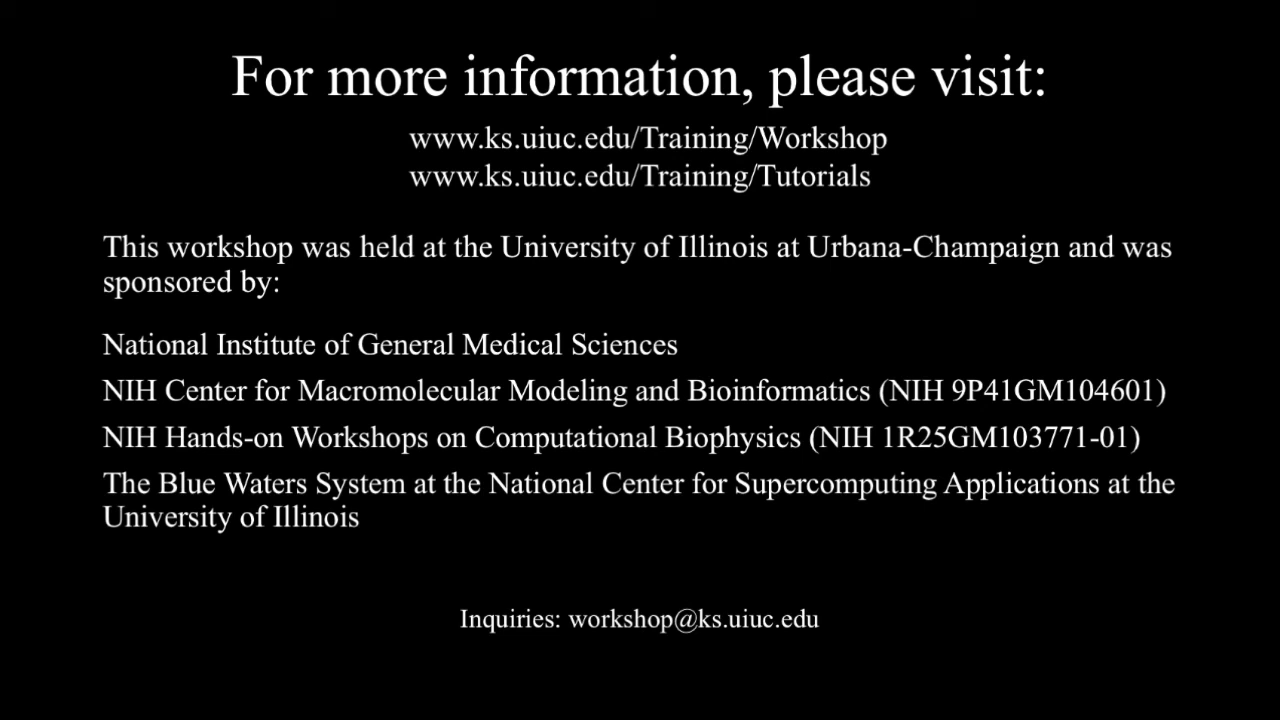 For more information, please visit:
www.ks.uiuc.edu/Training/Workshop
www.ks.uiuc.edu/Training/Tutorials
This workshop was held at the University of Illinois at Urbana-Champaign and was
sponsored by:
National Institute of General Medical Sciences
NIH Center for Macromolecular Modeling and Bioinformatics (NIH 9P41GM104601)
NIH Hands-on Workshops on Computational Biophysics (NIH 1R25GM103771-01)
The Blue Waters System at the National Center for Supercomputing Applications at the
University of Illinois
Inquiries: workshop@ks.uiuc.edu